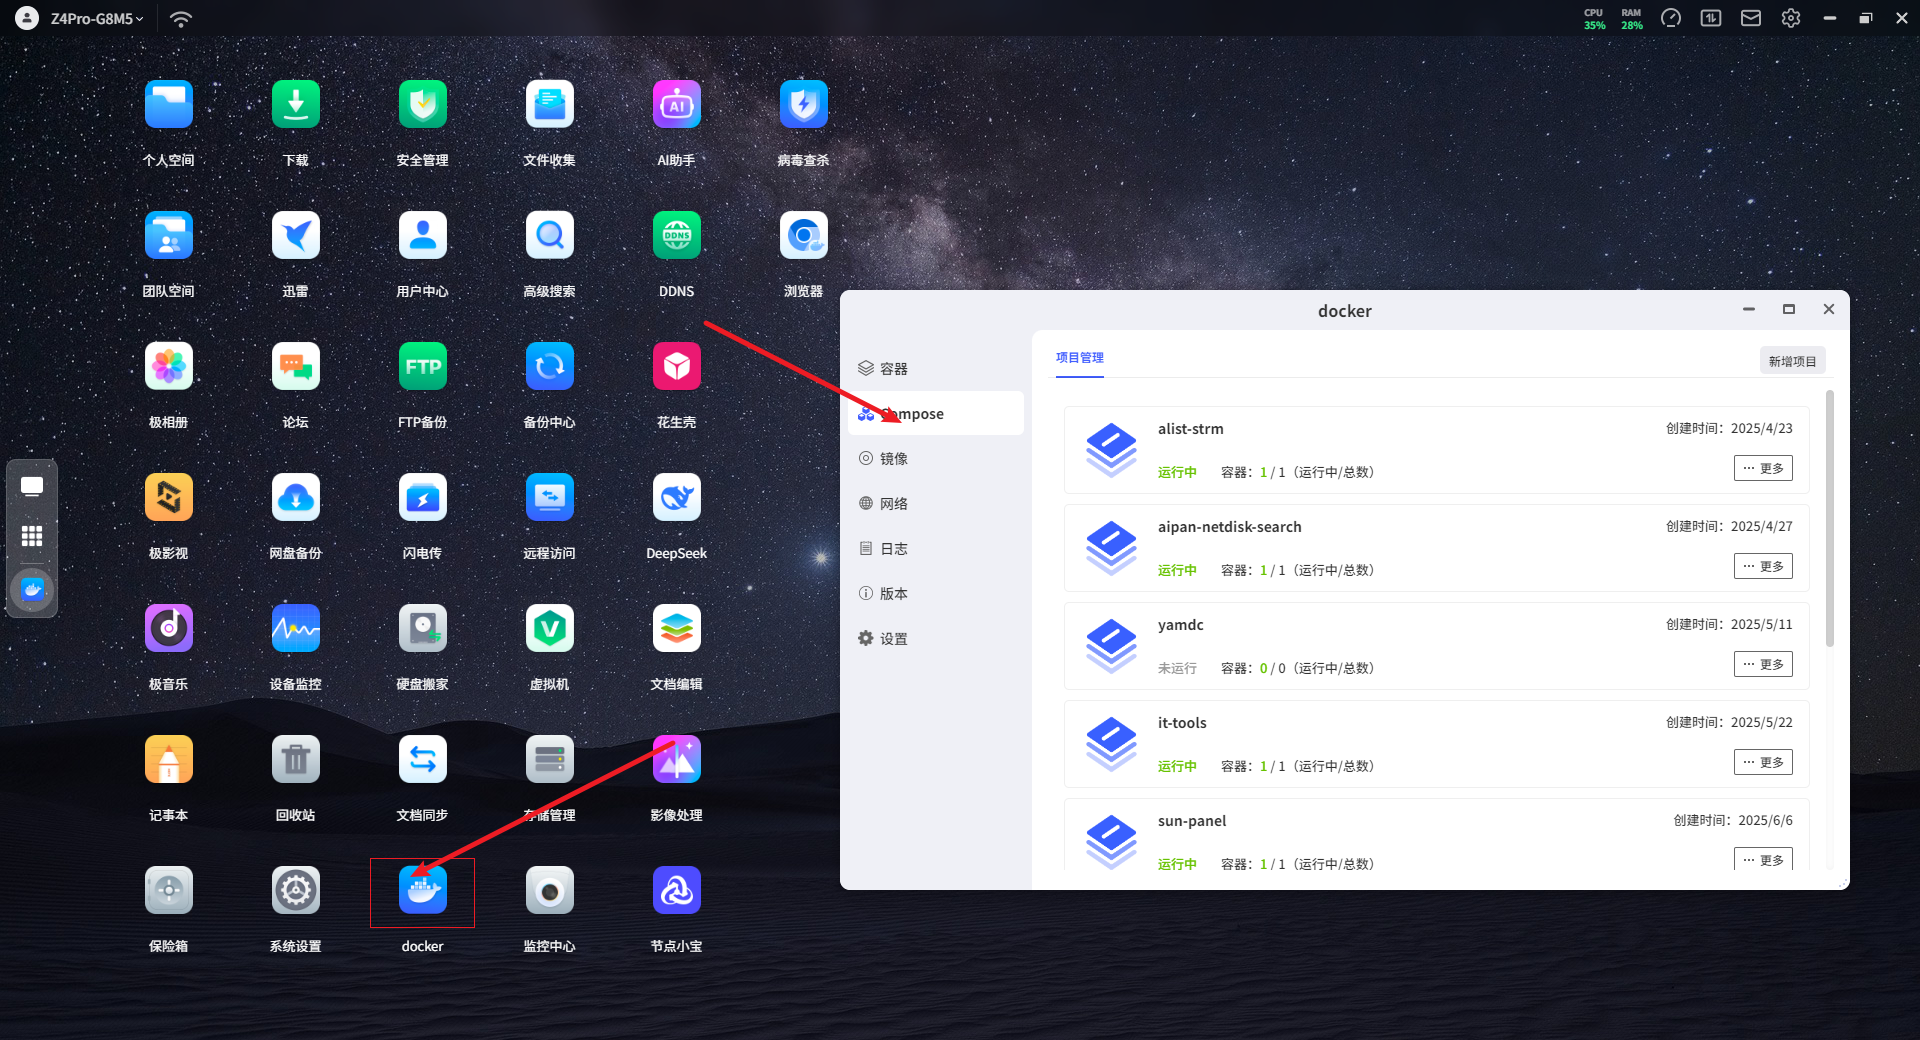 Z4Pro-G8M5
CPU
35%
RAM
28%
个人空间
下载
安全管理
文件收集
AI助手
病毒查杀
团队空间
迅雷
用户中心
高级搜索
DDNS
DDNS
浏览器
极相册
论坛
FTP
FTP备份
备份中心
花生壳
极影视
网盘备份
闪电传
远程访问
DeepSeek
极音乐
设备监控
硬盘搬家
虚拟机
文档编辑
记事本
回收站
文档同步
存储管理
影像处理
保险箱
系统设置
docker
监控中心
节点小宝
docker
容器
Compose
镜像
网络
日志
版本
设置
项目管理
新增项目
alist-strm
创建时间：2025/4/23
运行中
容器：1 / 1（运行中/总数）
··· 更多
aipan-netdisk-search
创建时间：2025/4/27
运行中
容器：1 / 1（运行中/总数）
··· 更多
yamdc
创建时间：2025/5/11
未运行
容器：0 / 0（运行中/总数）
··· 更多
it-tools
创建时间：2025/5/22
运行中
容器：1 / 1（运行中/总数）
··· 更多
sun-panel
创建时间：2025/6/6
运行中
容器：1 / 1（运行中/总数）
··· 更多